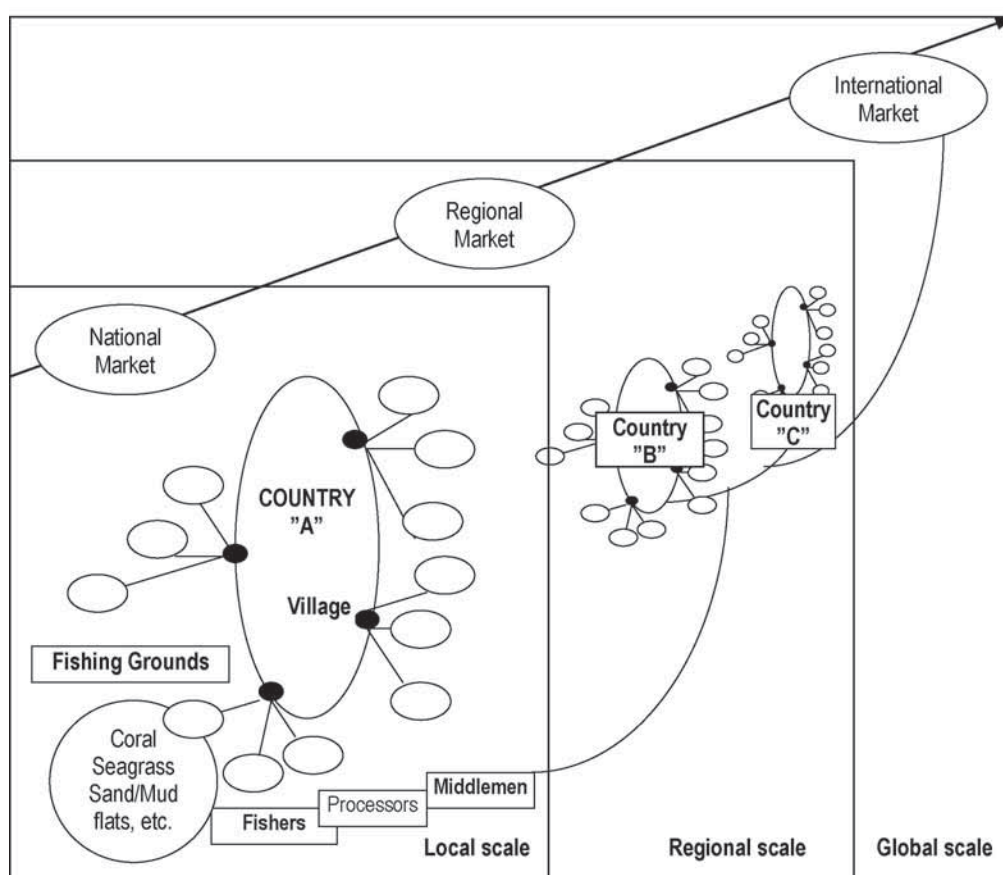 International
Market
Regional
Market
National
Market
Country
"C"
Country
"B"
COUNTRY
"A"
Village
Fishing Grounds
Coral
Seagrass
Sand/Mud
flats, etc.
Fishers
Processors
Middlemen
Local scale
Regional scale
Global scale